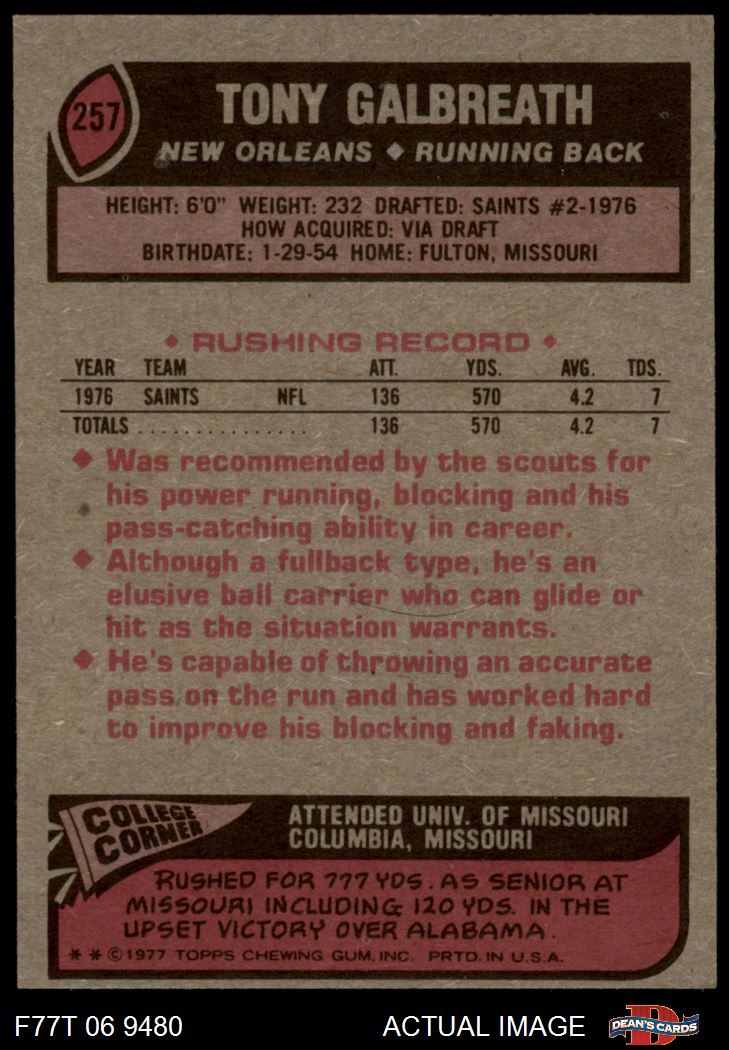 257
TONY GALBREATH
NEW ORLEANS ◆ RUNNING BACK
HEIGHT: 6'0" WEIGHT: 232 DRAFTED: SAINTS #2-1976
HOW ACQUIRED: VIA DRAFT
BIRTHDATE: 1-29-54 HOME: FULTON, MISSOURI
◆ RUSHING RECORD ◆
YEAR TEAM ATT. YDS. AVG. TDS.
1976 SAINTS NFL 136 570 4.2 7
TOTALS . . . . . . . . . . . . . . . 136 570 4.2 7
◆ Was recommended by the scouts for
his power running, blocking and his
pass-catching ability in career.
◆ Although a fullback type, he's an
elusive ball carrier who can glide or
hit as the situation warrants.
◆ He's capable of throwing an accurate
pass on the run and has worked hard
to improve his blocking and faking.
COLLEGE
CORNER
ATTENDED UNIV. OF MISSOURI
COLUMBIA, MISSOURI
RUSHED FOR 777 YDS. AS SENIOR AT
MISSOURI INCLUDING 120 YDS. IN THE
UPSET VICTORY OVER ALABAMA.
* * © 1977 TOPPS CHEWING GUM, INC. PRTD. IN U.S.A.
F77T 06 9480 ACTUAL IMAGE
D
DEAN'S CARDS